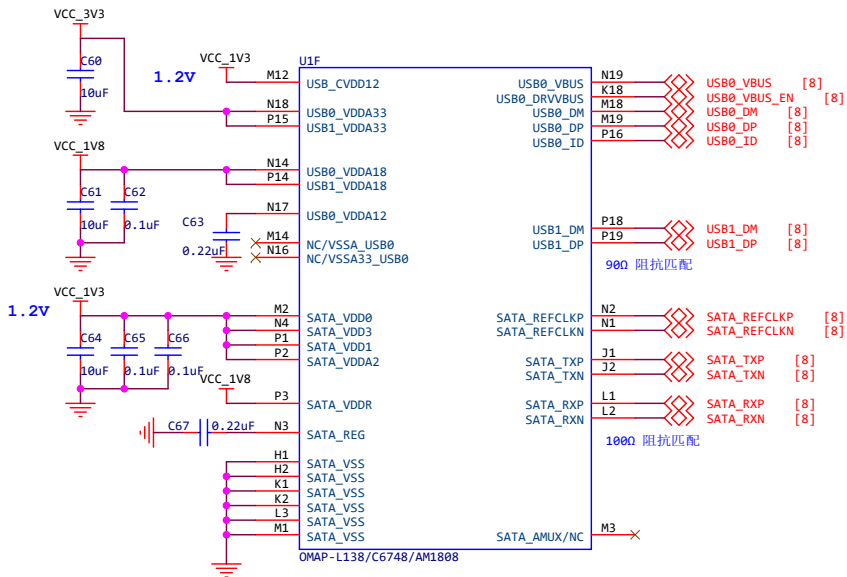 VCC_3V3
C60
10uF
1.2V
VCC_1V3
U1F
M12 USB_CVDD12
N18 USB0_VDDA33
P15 USB1_VDDA33
VCC_1V8
C61
10uF
C62
0.1uF
N14 USB0_VDDA18
P14 USB1_VDDA18
N17 USB0_VDDA12
C63
0.22uF
M14 NC/VSSA_USB0
N16 NC/VSSA33_USB0
VCC_1V3
1.2V
C64
10uF
C65
0.1uF
C66
0.1uF
M2 SATA_VDD0
N4 SATA_VDD3
P1 SATA_VDD1
P2 SATA_VDDA2
VCC_1V8
P3 SATA_VDDR
C67 0.22uF
N3 SATA_REG
H1 SATA_VSS
H2 SATA_VSS
K1 SATA_VSS
K2 SATA_VSS
L3 SATA_VSS
M1 SATA_VSS
USB0_VBUS N19 USB0_VBUS [8]
USB0_DRVVBUS K18 USB0_VBUS_EN [8]
USB0_DM M18 USB0_DM [8]
USB0_DP M19 USB0_DP [8]
USB0_ID P16 USB0_ID [8]
USB1_DM P18 USB1_DM [8]
USB1_DP P19 USB1_DP [8]
90Ω 阻抗匹配
SATA_REFCLKP N2 SATA_REFCLKP [8]
SATA_REFCLKN N1 SATA_REFCLKN [8]
SATA_TXP J1 SATA_TXP [8]
SATA_TXN J2 SATA_TXN [8]
SATA_RXP L1 SATA_RXP [8]
SATA_RXN L2 SATA_RXN [8]
100Ω 阻抗匹配
SATA_AMUX/NC M3
OMAP-L138/C6748/AM1808